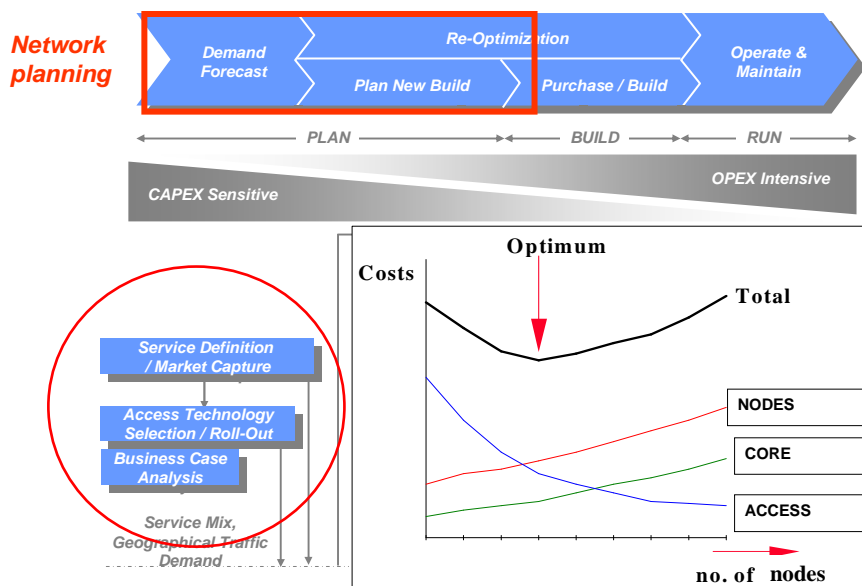 Network
planning
Demand
Forecast
Re-Optimization
Plan New Build
Purchase / Build
Operate &
Maintain
PLAN
BUILD
RUN
CAPEX Sensitive
OPEX Intensive
Service Definition
/ Market Capture
Access Technology
Selection / Roll-Out
Business Case
Analysis
Service Mix,
Geographical Traffic
Demand
Optimum
Costs
Total
NODES
CORE
ACCESS
no. of nodes